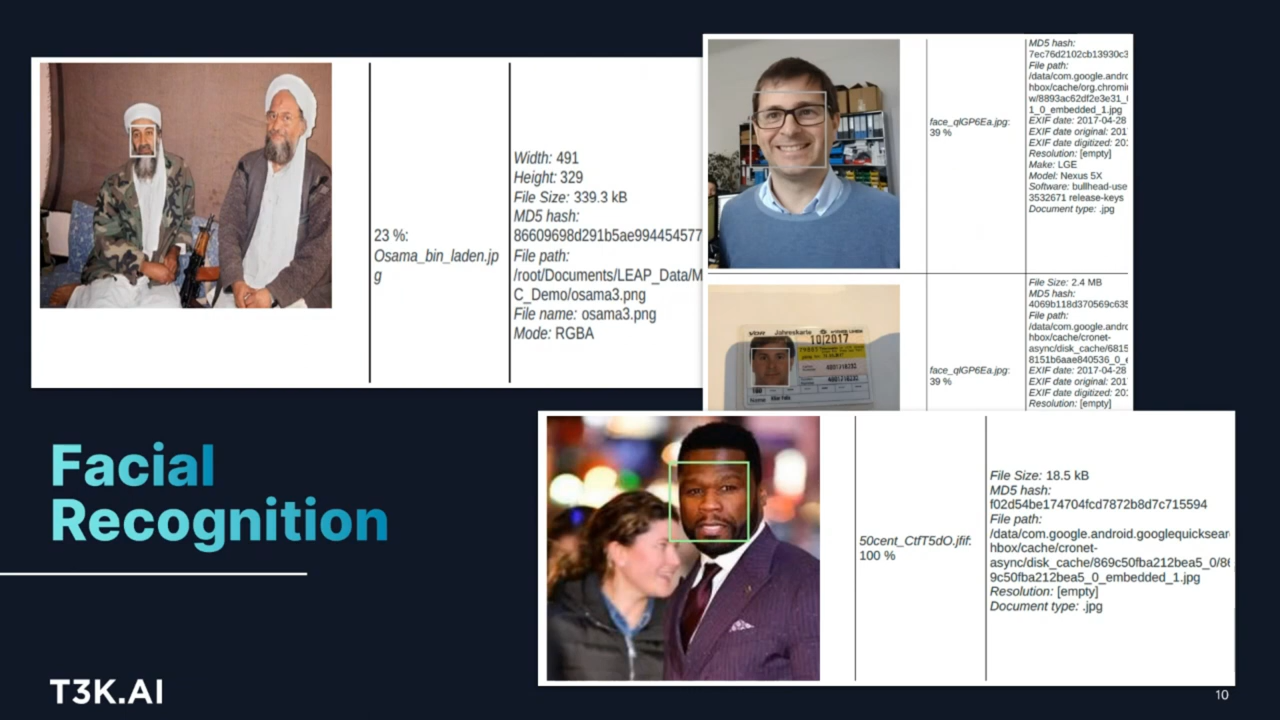 23 %:
Osama_bin_laden.jp
g
Width: 491
Height: 329
File Size: 339.3 kB
MD5 hash:
86609698d291b5ae994454577
File path:
/root/Documents/LEAP_Data/M
C_Demo/osama3.png
File name: osama3.png
Mode: RGBA
face_qlGP6Ea.jpg:
39 %
MD5 hash:
7ec76d2102cb13930c3
File path:
/data/com.google.andro
hbox/cache/org.chromi
w/8893ac62df2e3e31_
1_0_embedded_1.jpg
EXIF date: 2017-04-28
EXIF date original: 201
EXIF date digitized: 20
Resolution: [empty]
Make: LGE
Model: Nexus 5X
Software: bullhead-use
3532671 release-keys
Document type: .jpg
Jahreskarte WIENER LINIEN
10/2017
Name
face_qlGP6Ea.jpg:
39 %
File Size: 2.4 MB
MD5 hash:
4069b118d370569c635
File path:
/data/com.google.andro
hbox/cache/cronet-
async/disk_cache/6815
8151b6aae840536_0_e
EXIF date: 2017-04-28
EXIF date original: 201
EXIF date digitized: 20
Resolution: [empty]
50cent_CtfT5dO.jfif:
100 %
File Size: 18.5 kB
MD5 hash:
f02d54be174704fcd7872b8d7c715594
File path:
/data/com.google.android.googlequicksear
hbox/cache/cronet-
async/disk_cache/869c50fba212bea5_0/86
9c50fba212bea5_0_embedded_1.jpg
Resolution: [empty]
Document type: .jpg
Facial
Recognition
T3K.AI
10